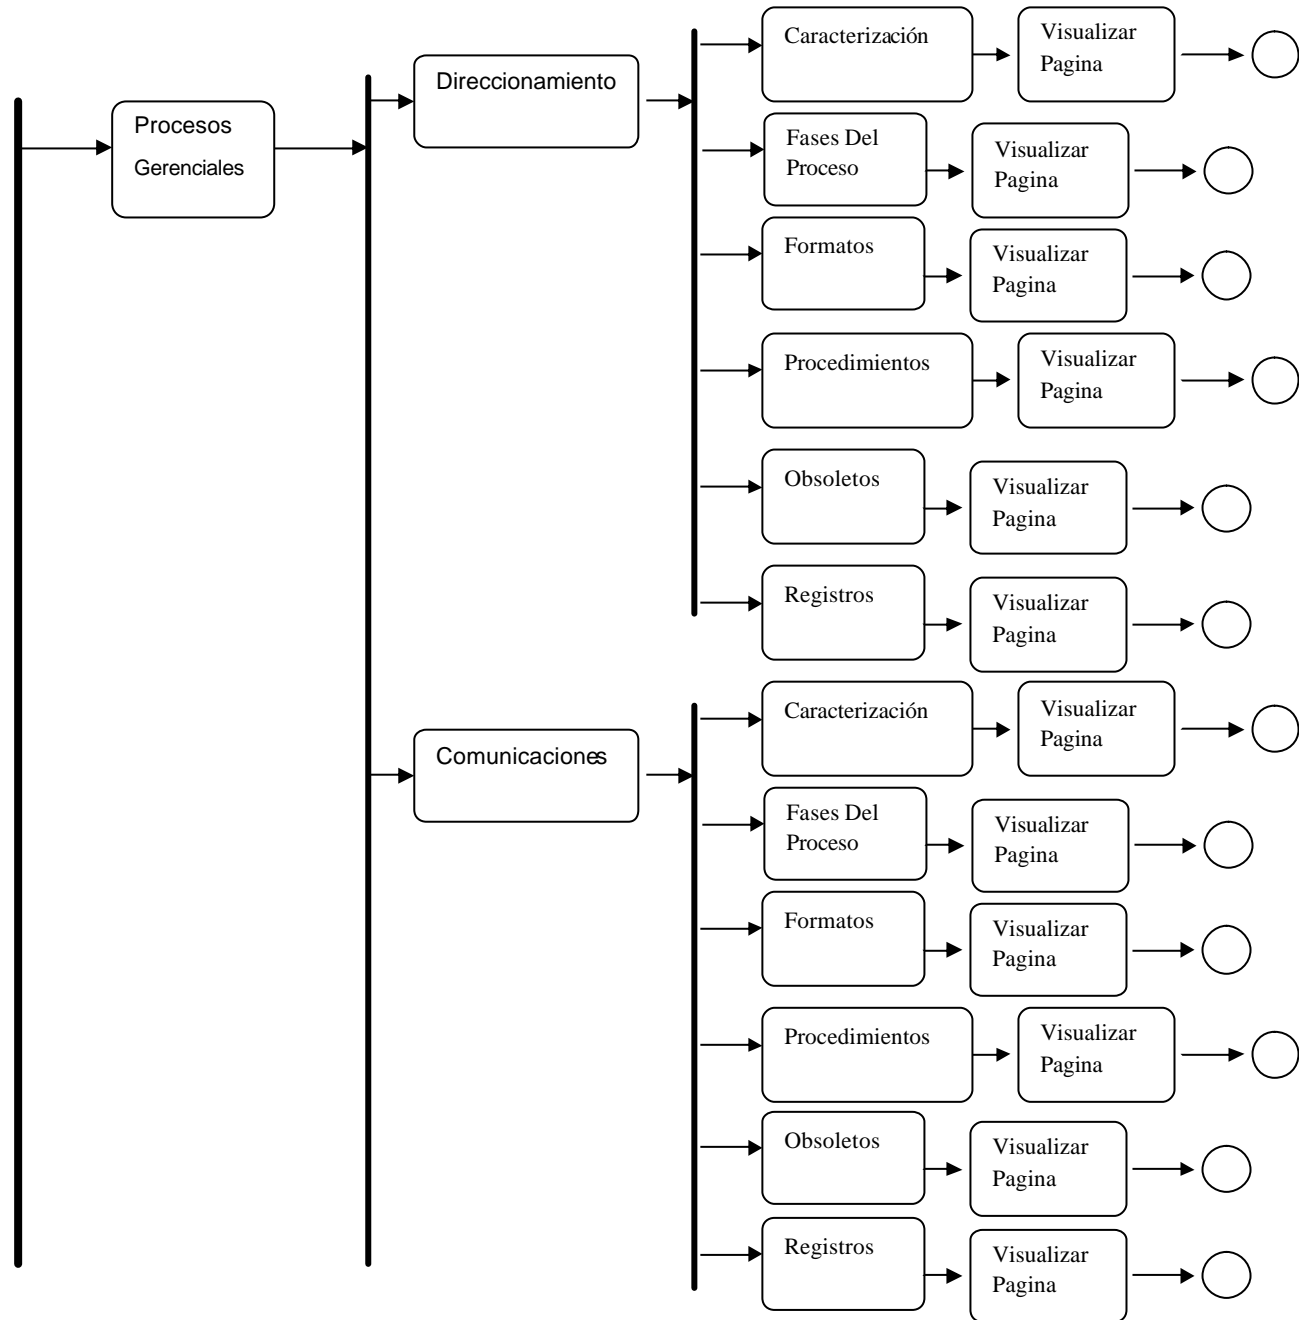 Procesos
Gerenciales
Direccionamiento
Caracterización
Visualizar
Pagina
Fases Del
Proceso
Visualizar
Pagina
Formatos
Visualizar
Pagina
Procedimientos
Visualizar
Pagina
Obsoletos
Visualizar
Pagina
Registros
Visualizar
Pagina
Comunicaciones
Caracterización
Visualizar
Pagina
Fases Del
Proceso
Visualizar
Pagina
Formatos
Visualizar
Pagina
Procedimientos
Visualizar
Pagina
Obsoletos
Visualizar
Pagina
Registros
Visualizar
Pagina